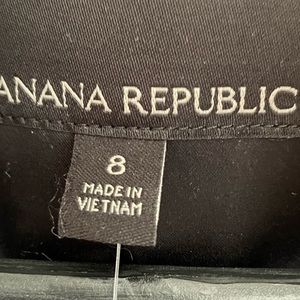 ANANA REPUBLIC
8
MADE IN
VIETNAM